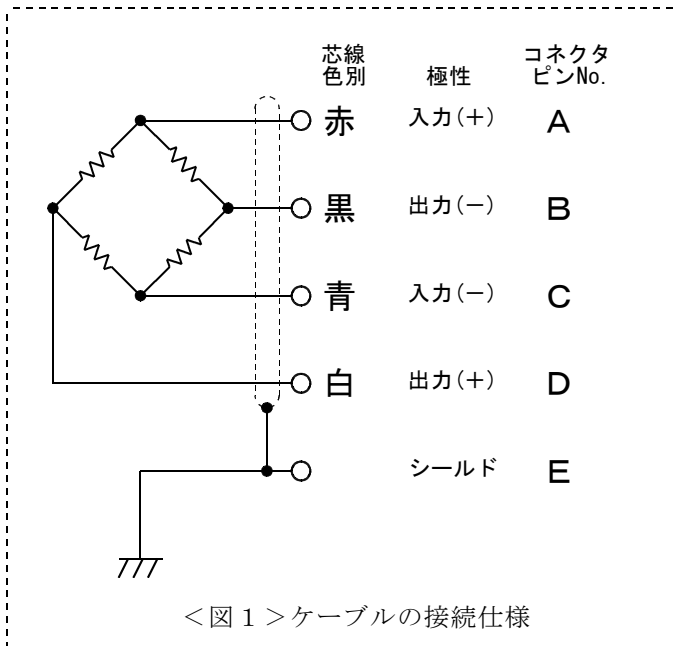 芯線
色別
極性
コネクタ
ピンNo.
赤 入力(+) A
黒 出力(-) B
青 入力(-) C
白 出力(+) D
シールド E
<図1>ケーブルの接続仕様